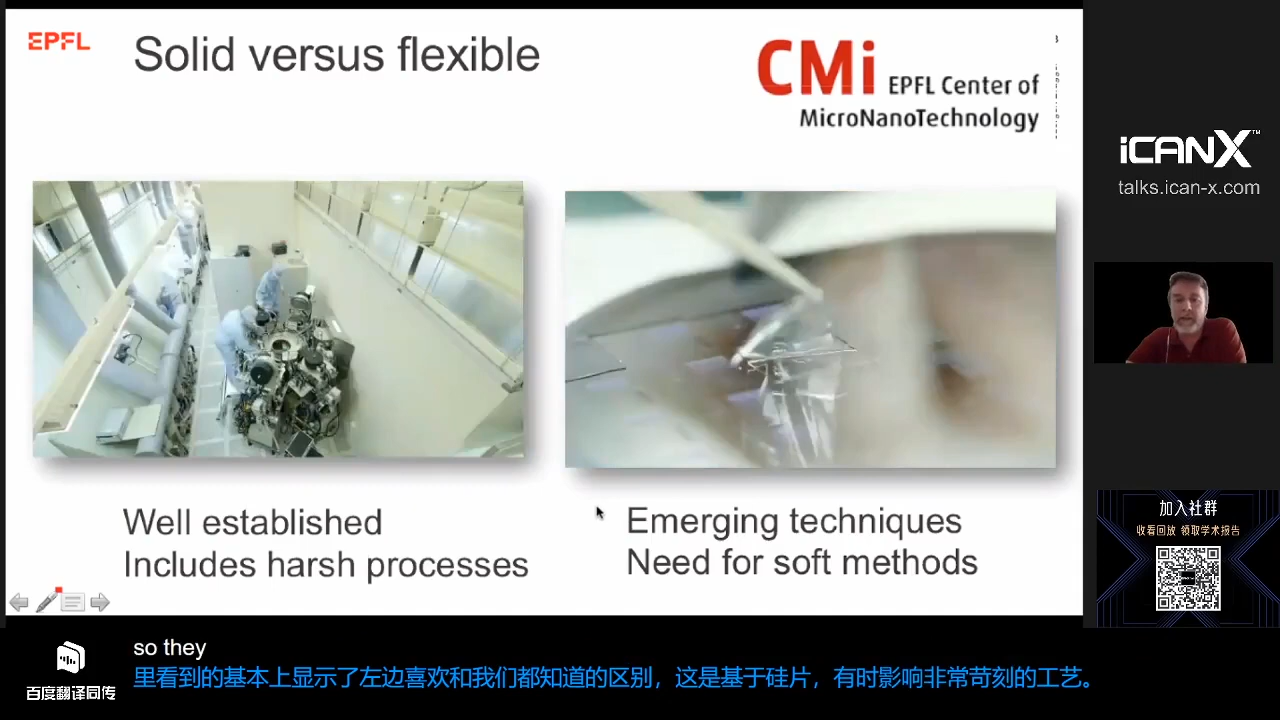 EPFL
Solid versus flexible
CMi EPFL Center of
MicroNanoTechnology
Well established
Includes harsh processes
Emerging techniques
Need for soft methods
iCANX™
talks.ican-x.com
加入社群
收看回放 领取学术报告
so they
里看到的基本上显示了左边喜欢和我们都知道的区别，这是基于硅片，有时影响非常苛刻的工艺。
百度翻译同传